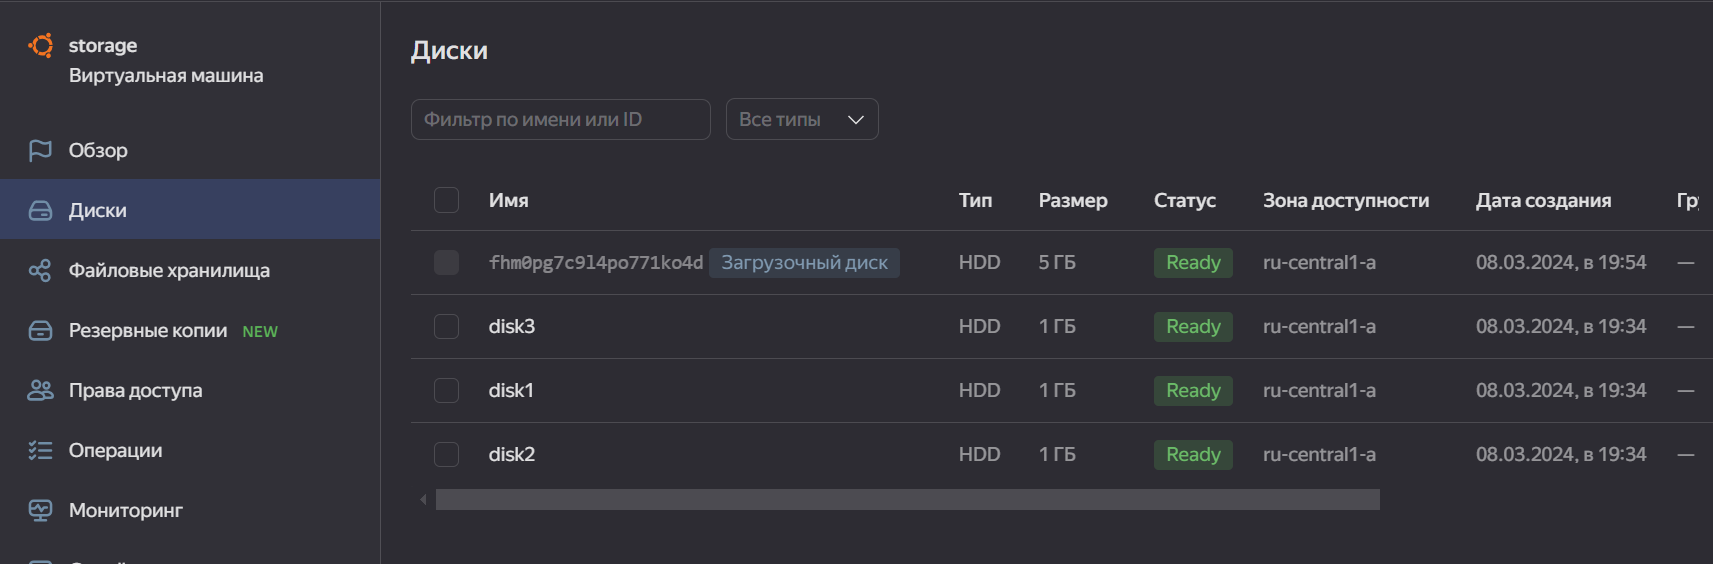 storage
Виртуальная машина
Обзор
Диски
Файловые хранилища
Резервные копии NEW
Права доступа
Операции
Мониторинг
Диски
Фильтр по имени или ID Все типы
Имя Тип Размер Статус Зона доступности Дата создания
fhm0pg7c9l4po771ko4d Загрузочный диск HDD 5 ГБ Ready ru-central1-a 08.03.2024, в 19:54 —
disk3 HDD 1 ГБ Ready ru-central1-a 08.03.2024, в 19:34 —
disk1 HDD 1 ГБ Ready ru-central1-a 08.03.2024, в 19:34 —
disk2 HDD 1 ГБ Ready ru-central1-a 08.03.2024, в 19:34 —